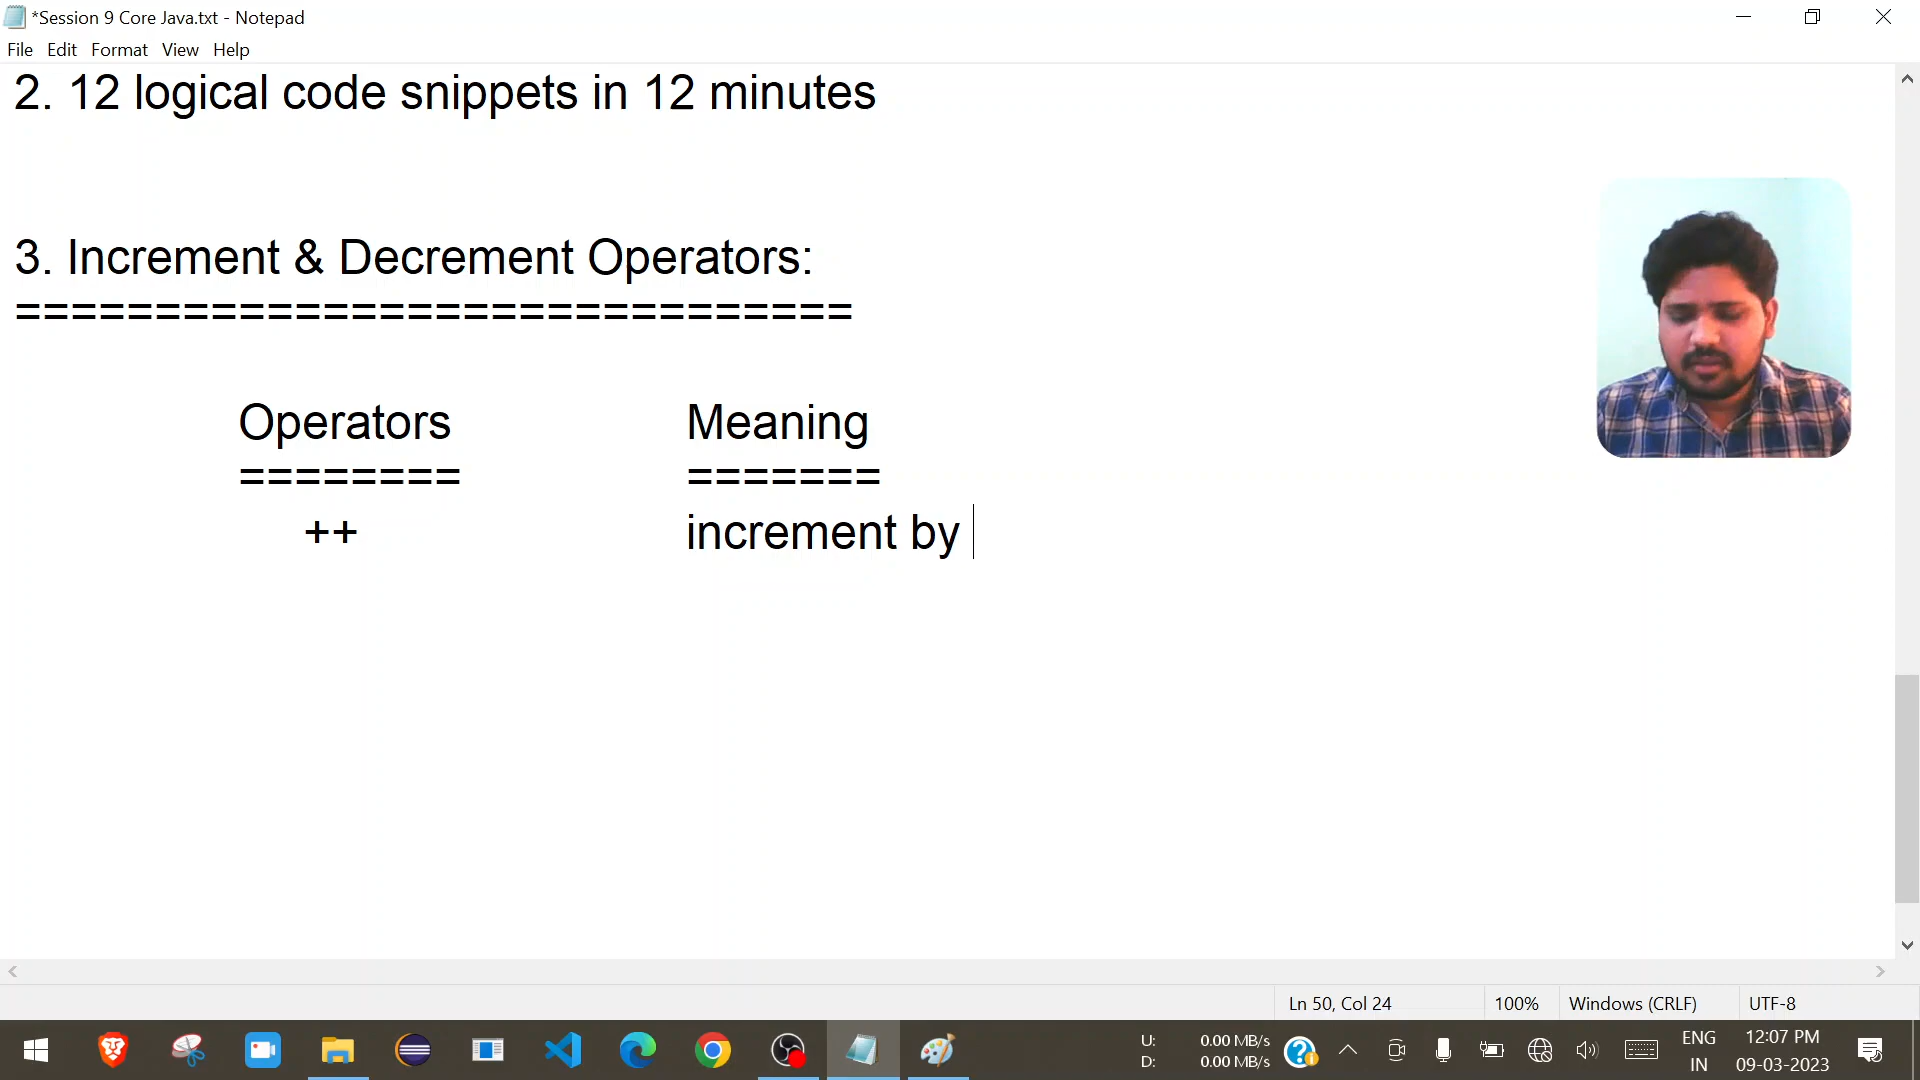 *Session 9 Core Java.txt - Notepad
File Edit Format View Help
2. 12 logical code snippets in 12 minutes
3. Increment & Decrement Operators:
==============================
Operators Meaning
======== =======
++ increment by
Ln 50, Col 24 100% Windows (CRLF) UTF-8
U: 0.00 MB/s
D: 0.00 MB/s
ENG
IN
12:07 PM
09-03-2023